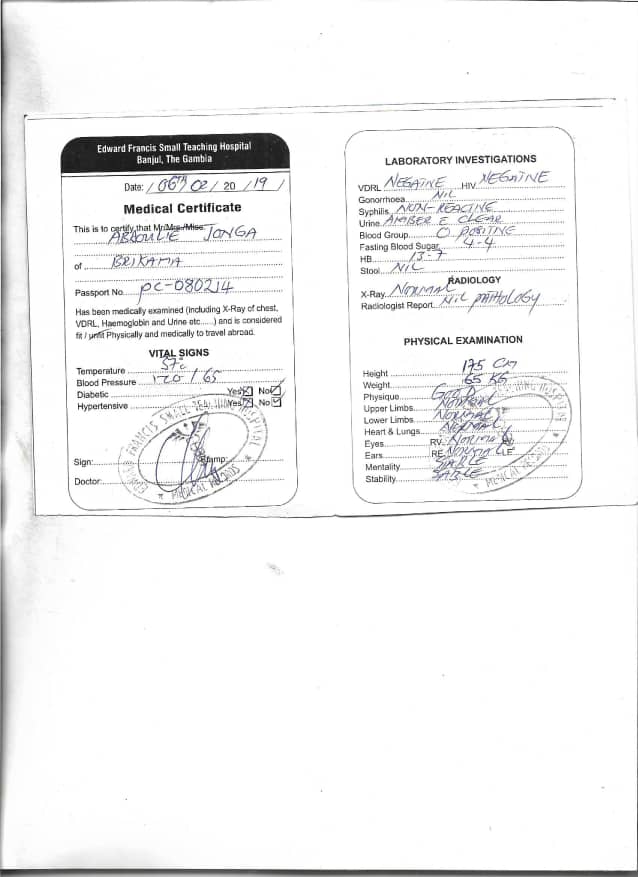 Edward Francis Small Teaching Hospital
Banjul, The Gambia
Date: / 06TH / 02 / 20 / 19 /
Medical Certificate
This is to certify that Mr/Mrs./Miss.
ABDOULIE JONGA
of BRIKAMA
Passport No. PC-080214
Has been medically examined (including X-Ray of chest,
VDRL, Haemoglobin and Urine etc......) and is considered
fit / unfit Physically and medically to travel abroad.
VITAL SIGNS
Temperature
Blood Pressure 120 / 65
Diabetic Yes No
Hypertensive Yes No
Sign: Stamp:
Doctor:
EDWARD FRANCIS SMALL TEACHING HOSPITAL
MEDICAL RECORDS
LABORATORY INVESTIGATIONS
VDRL NEGATIVE HIV NEGATIVE
Gonorrhoea NIL
Syphilis NON-REACTIVE
Urine AMBER & CLEAR
Blood Group O POSITIVE
Fasting Blood Sugar 4-4
HB 13-7
Stool NIL
RADIOLOGY
X-Ray NORMAL
Radiologist Report NIL PATHOLOGY
PHYSICAL EXAMINATION
Height 175 CM
Weight 65 KG
Physique GOOD
Upper Limbs NORMAL
Lower Limbs NORMAL
Heart & Lungs NORMAL
Eyes RV NORMAL LV
Ears RE NORMAL LE
Mentality STABLE
Stability STABLE
HOSPITAL
MEDICAL RECORDS